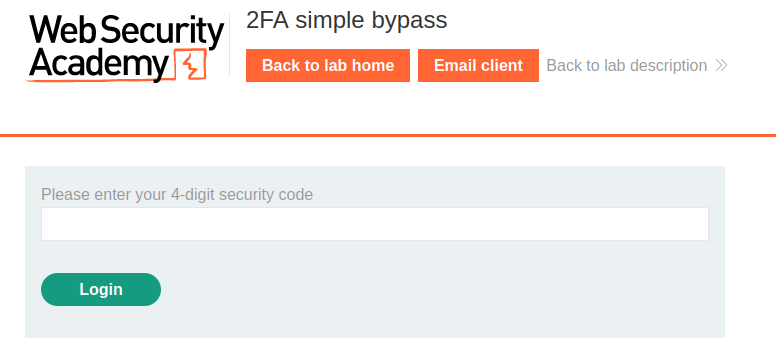 Web Security
Academy
2FA simple bypass
Back to lab home
Email client
Back to lab description
Please enter your 4-digit security code
Login